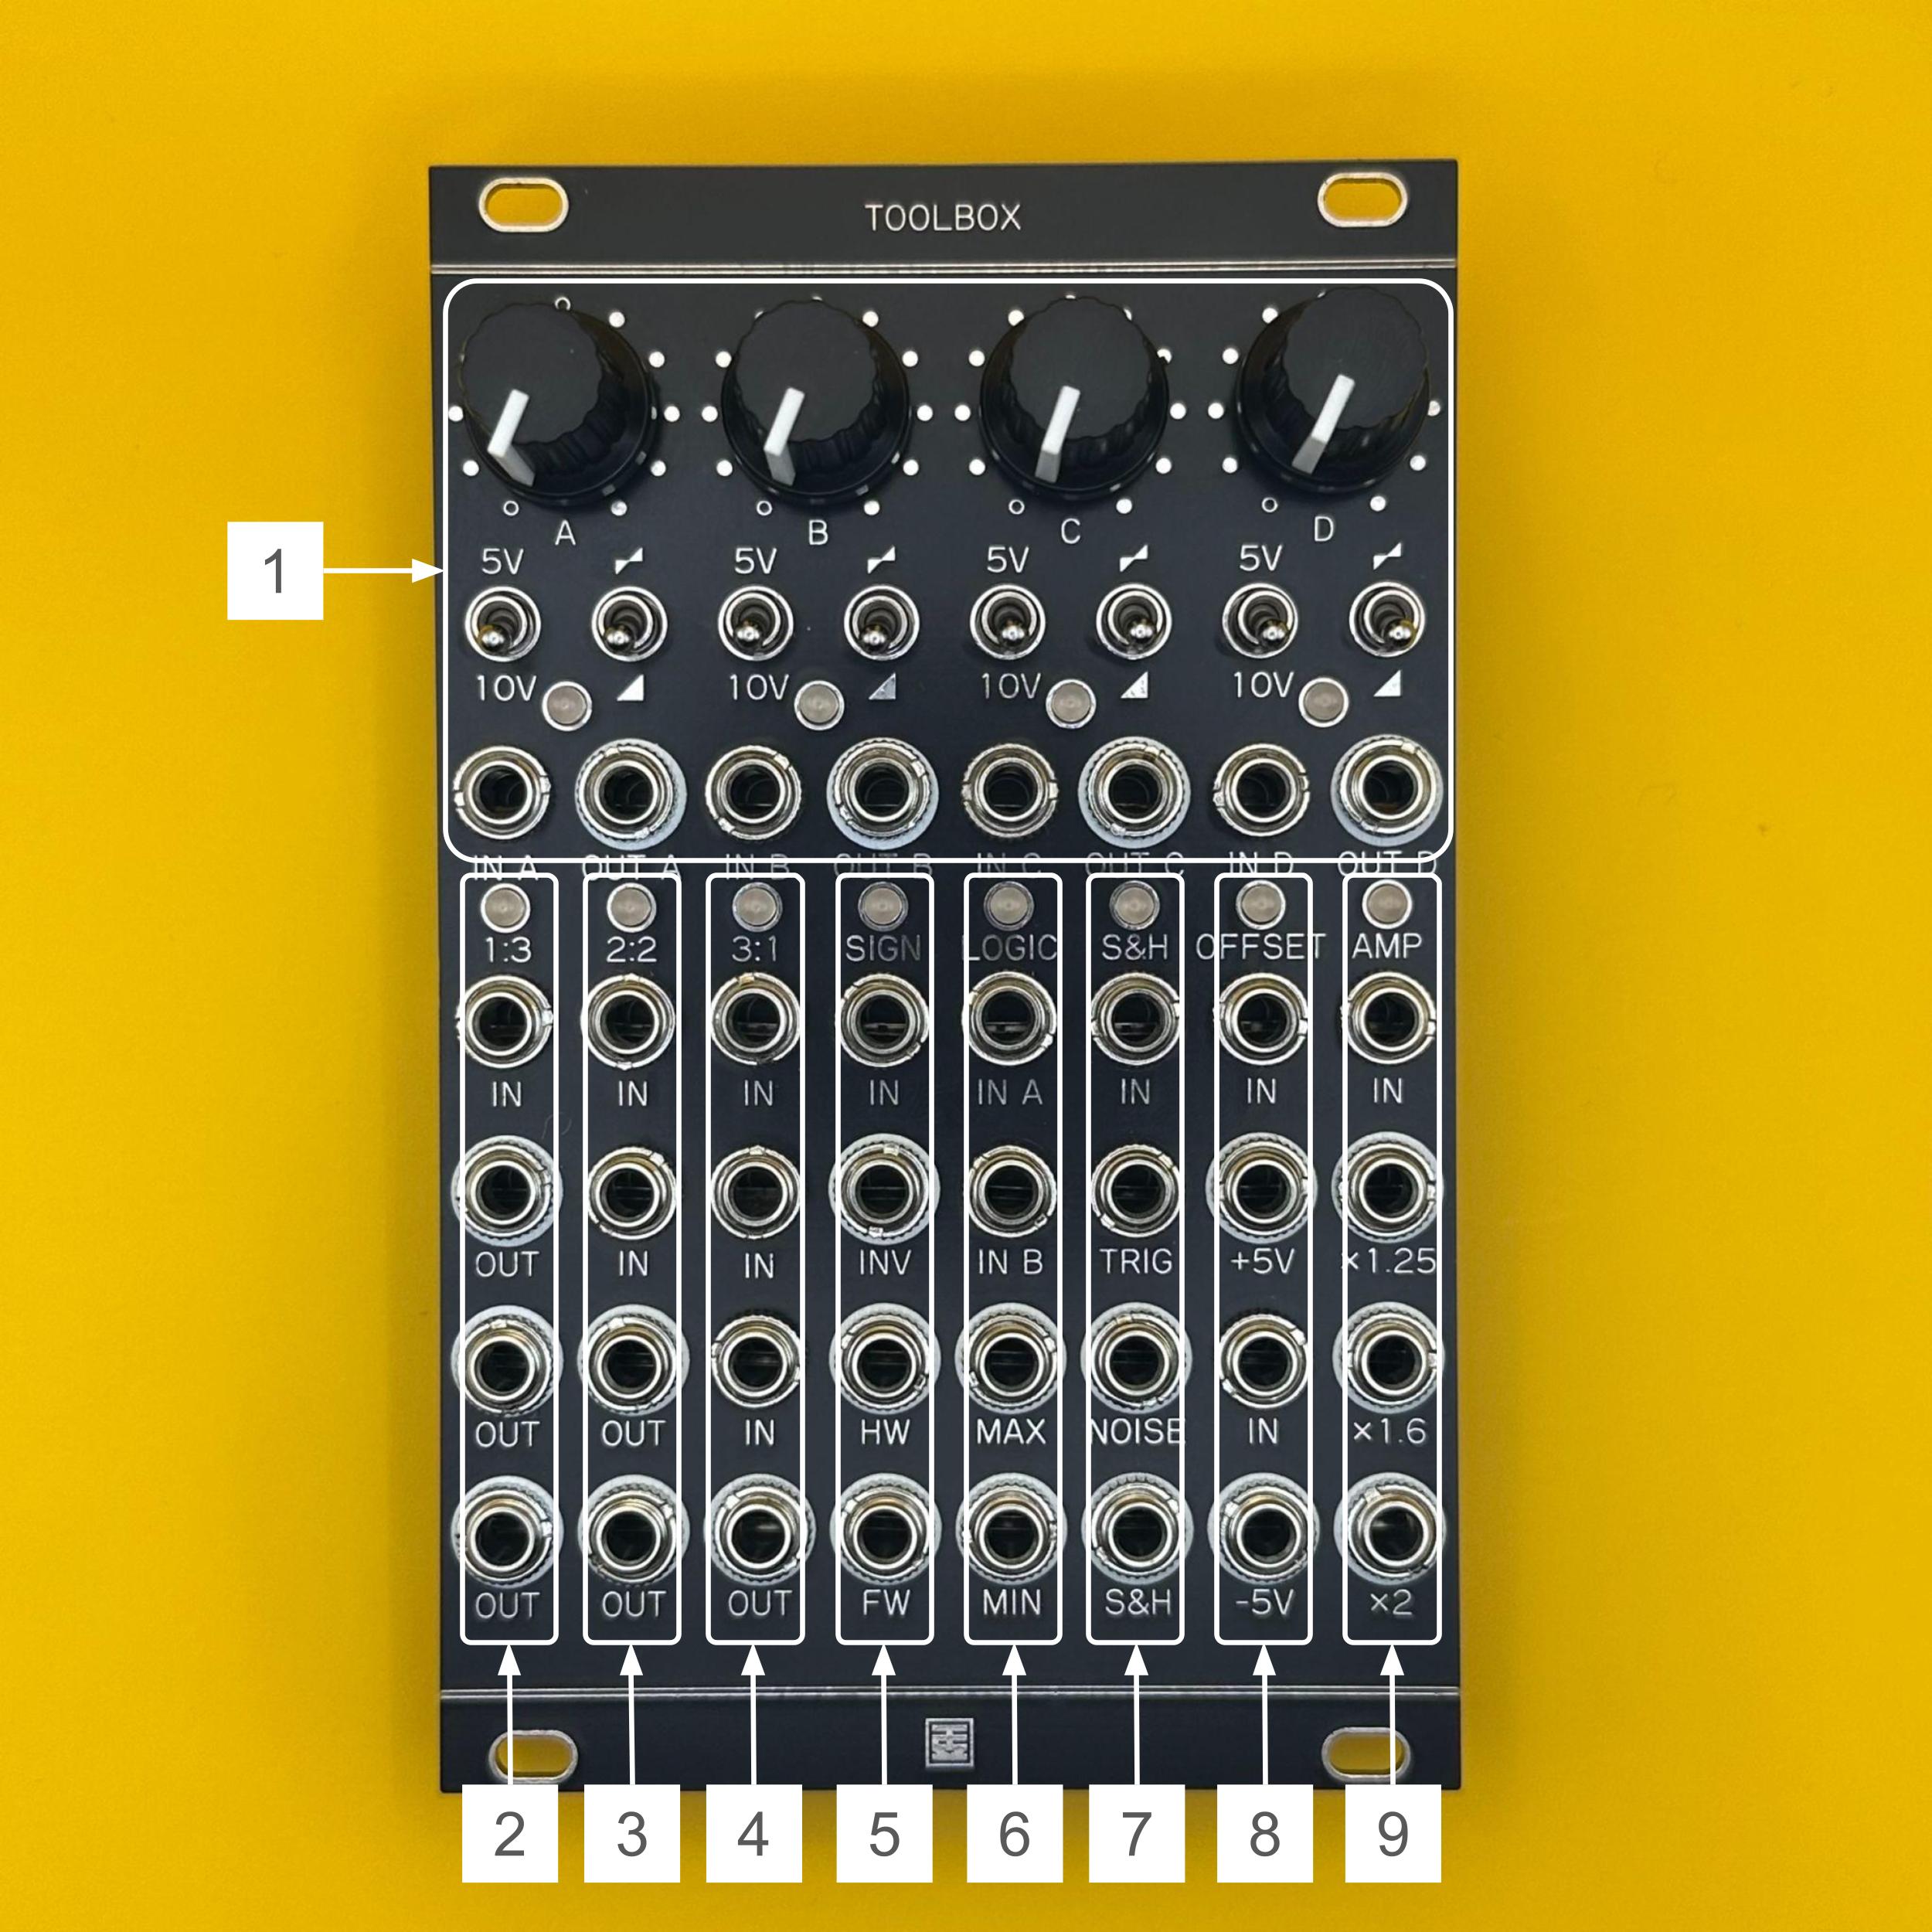 TOOLBOX
A B C D
5V 5V 5V 5V
1
10V 10V 10V 10V
IN A OUT A IN B OUT B IN C OUT C IN D OUT D
1:3 2:2 3:1 SIGN LOGIC S&H OFFSET AMP
IN IN IN IN IN A IN IN IN
OUT IN IN INV IN B TRIG +5V ×1.25
OUT OUT IN HW MAX NOISE IN ×1.6
OUT OUT OUT FW MIN S&H -5V ×2
2 3 4 5 6 7 8 9